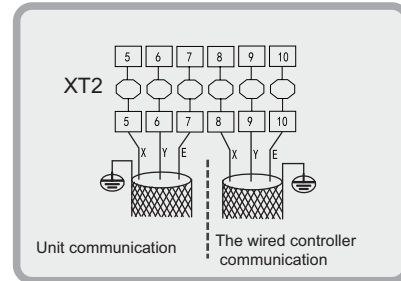 5 6 7 8 9 10
XT2
5 6 7 8 9 10
X Y E X Y E
Unit communication
The wired controller
communication